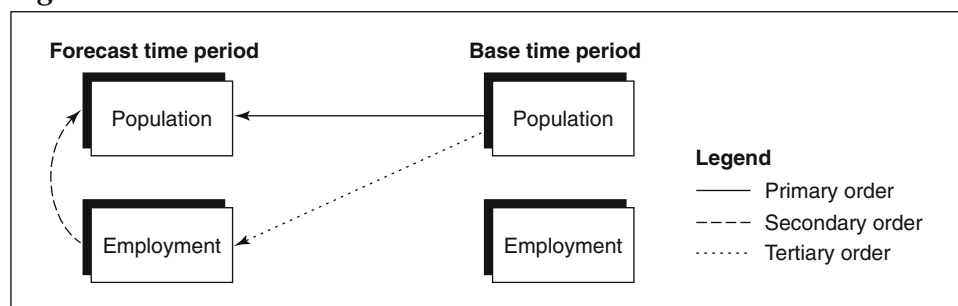 Forecast time period Base time period
Population Population
Employment Employment
Legend
Primary order
Secondary order
Tertiary order